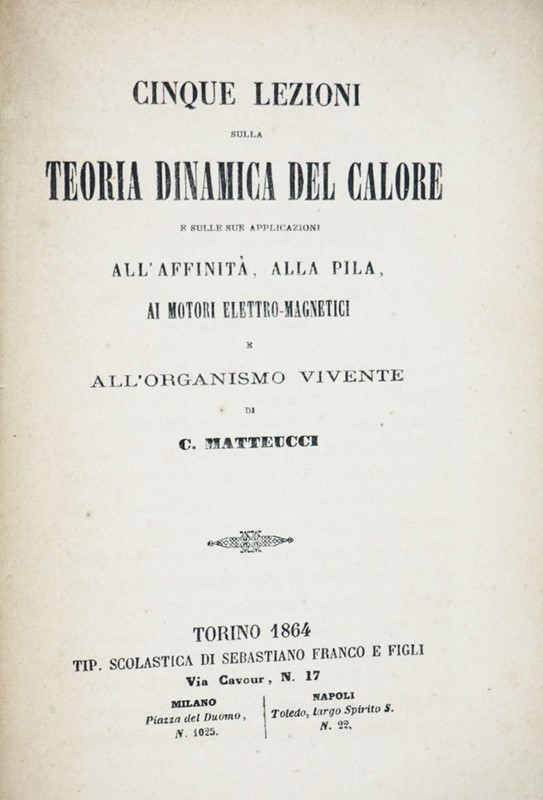 CINQUE LEZIONI
SULLA
TEORIA DINAMICA DEL CALORE
E SULLE SUE APPLICAZIONI
ALL'AFFINITÀ, ALLA PILA,
AI MOTORI ELETTRO-MAGNETICI
E
ALL'ORGANISMO VIVENTE
DI
C. MATTEUCCI
TORINO 1864
TIP. SCOLASTICA DI SEBASTIANO FRANCO E FIGLI
Via Cavour, N. 17
MILANO
Piazza del Duomo,
N. 1025.
NAPOLI
Toledo, largo Spirito S.
N. 22.